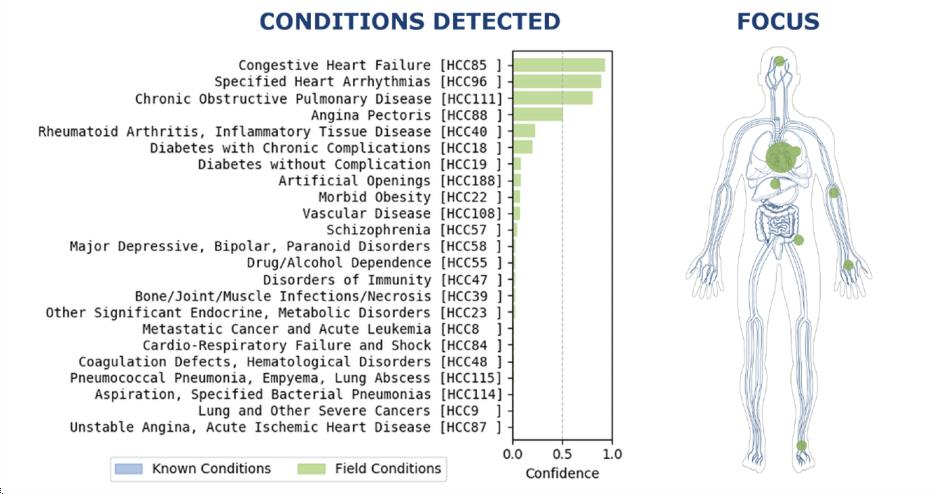 CONDITIONS DETECTED
FOCUS
Congestive Heart Failure [HCC85 ]
Specified Heart Arrhythmias [HCC96 ]
Chronic Obstructive Pulmonary Disease [HCC111]
Angina Pectoris [HCC88 ]
Rheumatoid Arthritis, Inflammatory Tissue Disease [HCC40 ]
Diabetes with Chronic Complications [HCC18 ]
Diabetes without Complication [HCC19 ]
Artificial Openings [HCC188]
Morbid Obesity [HCC22 ]
Vascular Disease [HCC108]
Schizophrenia [HCC57 ]
Major Depressive, Bipolar, Paranoid Disorders [HCC58 ]
Drug/Alcohol Dependence [HCC55 ]
Disorders of Immunity [HCC47 ]
Bone/Joint/Muscle Infections/Necrosis [HCC39 ]
Other Significant Endocrine, Metabolic Disorders [HCC23 ]
Metastatic Cancer and Acute Leukemia [HCC8 ]
Cardio-Respiratory Failure and Shock [HCC84 ]
Coagulation Defects, Hematological Disorders [HCC48 ]
Pneumococcal Pneumonia, Empyema, Lung Abscess [HCC115]
Aspiration, Specified Bacterial Pneumonias [HCC114]
Lung and Other Severe Cancers [HCC9 ]
Unstable Angina, Acute Ischemic Heart Disease [HCC87 ]
0.0 0.5 1.0
Confidence
Known Conditions Field Conditions